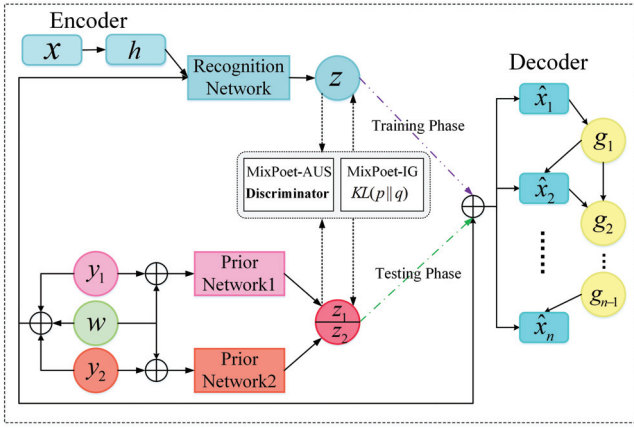 Encoder
x
h
Recognition
Network
z
Decoder
x̂₁
g₁
Training Phase
MixPoet-AUS
Discriminator
MixPoet-IG
KL(p||q)
x̂₂
g₂
Testing Phase
y₁
Prior
Network1
w
z₁
z₂
y₂
Prior
Network2
gₙ₋₁
x̂ₙ